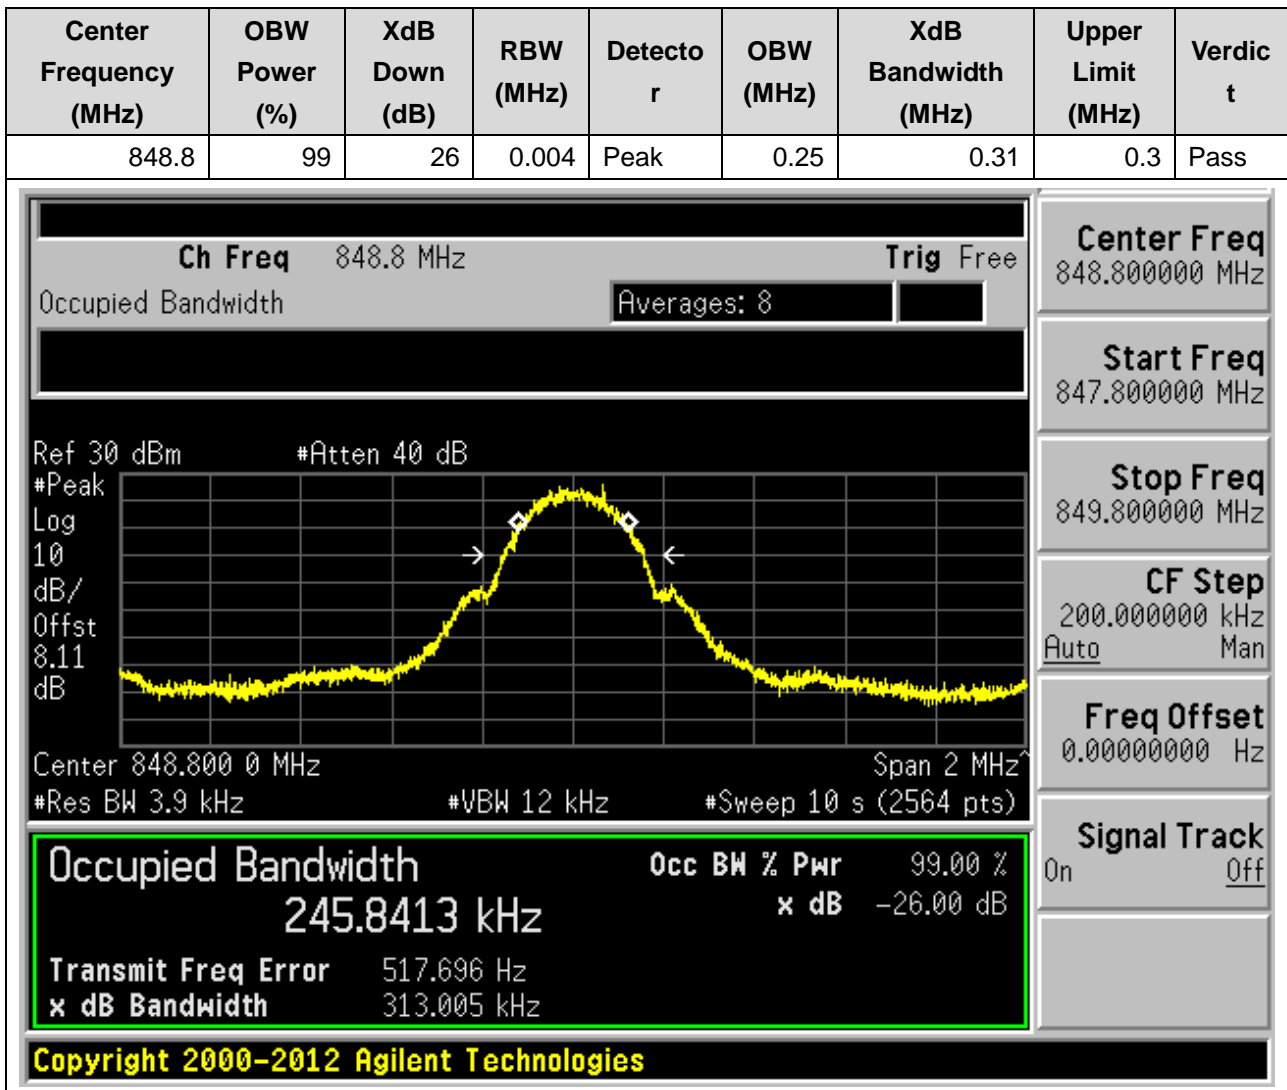 Center Frequency (MHz) OBW Power (%) XdB Down (dB) RBW (MHz) Detecto r OBW (MHz) XdB Bandwidth (MHz) Upper Limit (MHz) Verdic t
848.8 99 26 0.004 Peak 0.25 0.31 0.3 Pass
Ch Freq 848.8 MHz Trig Free
Occupied Bandwidth Averages: 8
Ref 30 dBm #Atten 40 dB
#Peak
Log
10
dB/
Offst
8.11
dB
Center 848.800 0 MHz Span 2 MHz^
#Res BW 3.9 kHz #VBW 12 kHz #Sweep 10 s (2564 pts)
Occupied Bandwidth Occ BW % Pwr 99.00 %
245.8413 kHz x dB -26.00 dB
Transmit Freq Error 517.696 Hz
x dB Bandwidth 313.005 kHz
Copyright 2000-2012 Agilent Technologies
Center Freq
848.800000 MHz
Start Freq
847.800000 MHz
Stop Freq
849.800000 MHz
CF Step
200.000000 kHz
Auto Man
Freq Offset
0.00000000 Hz
Signal Track
On Off